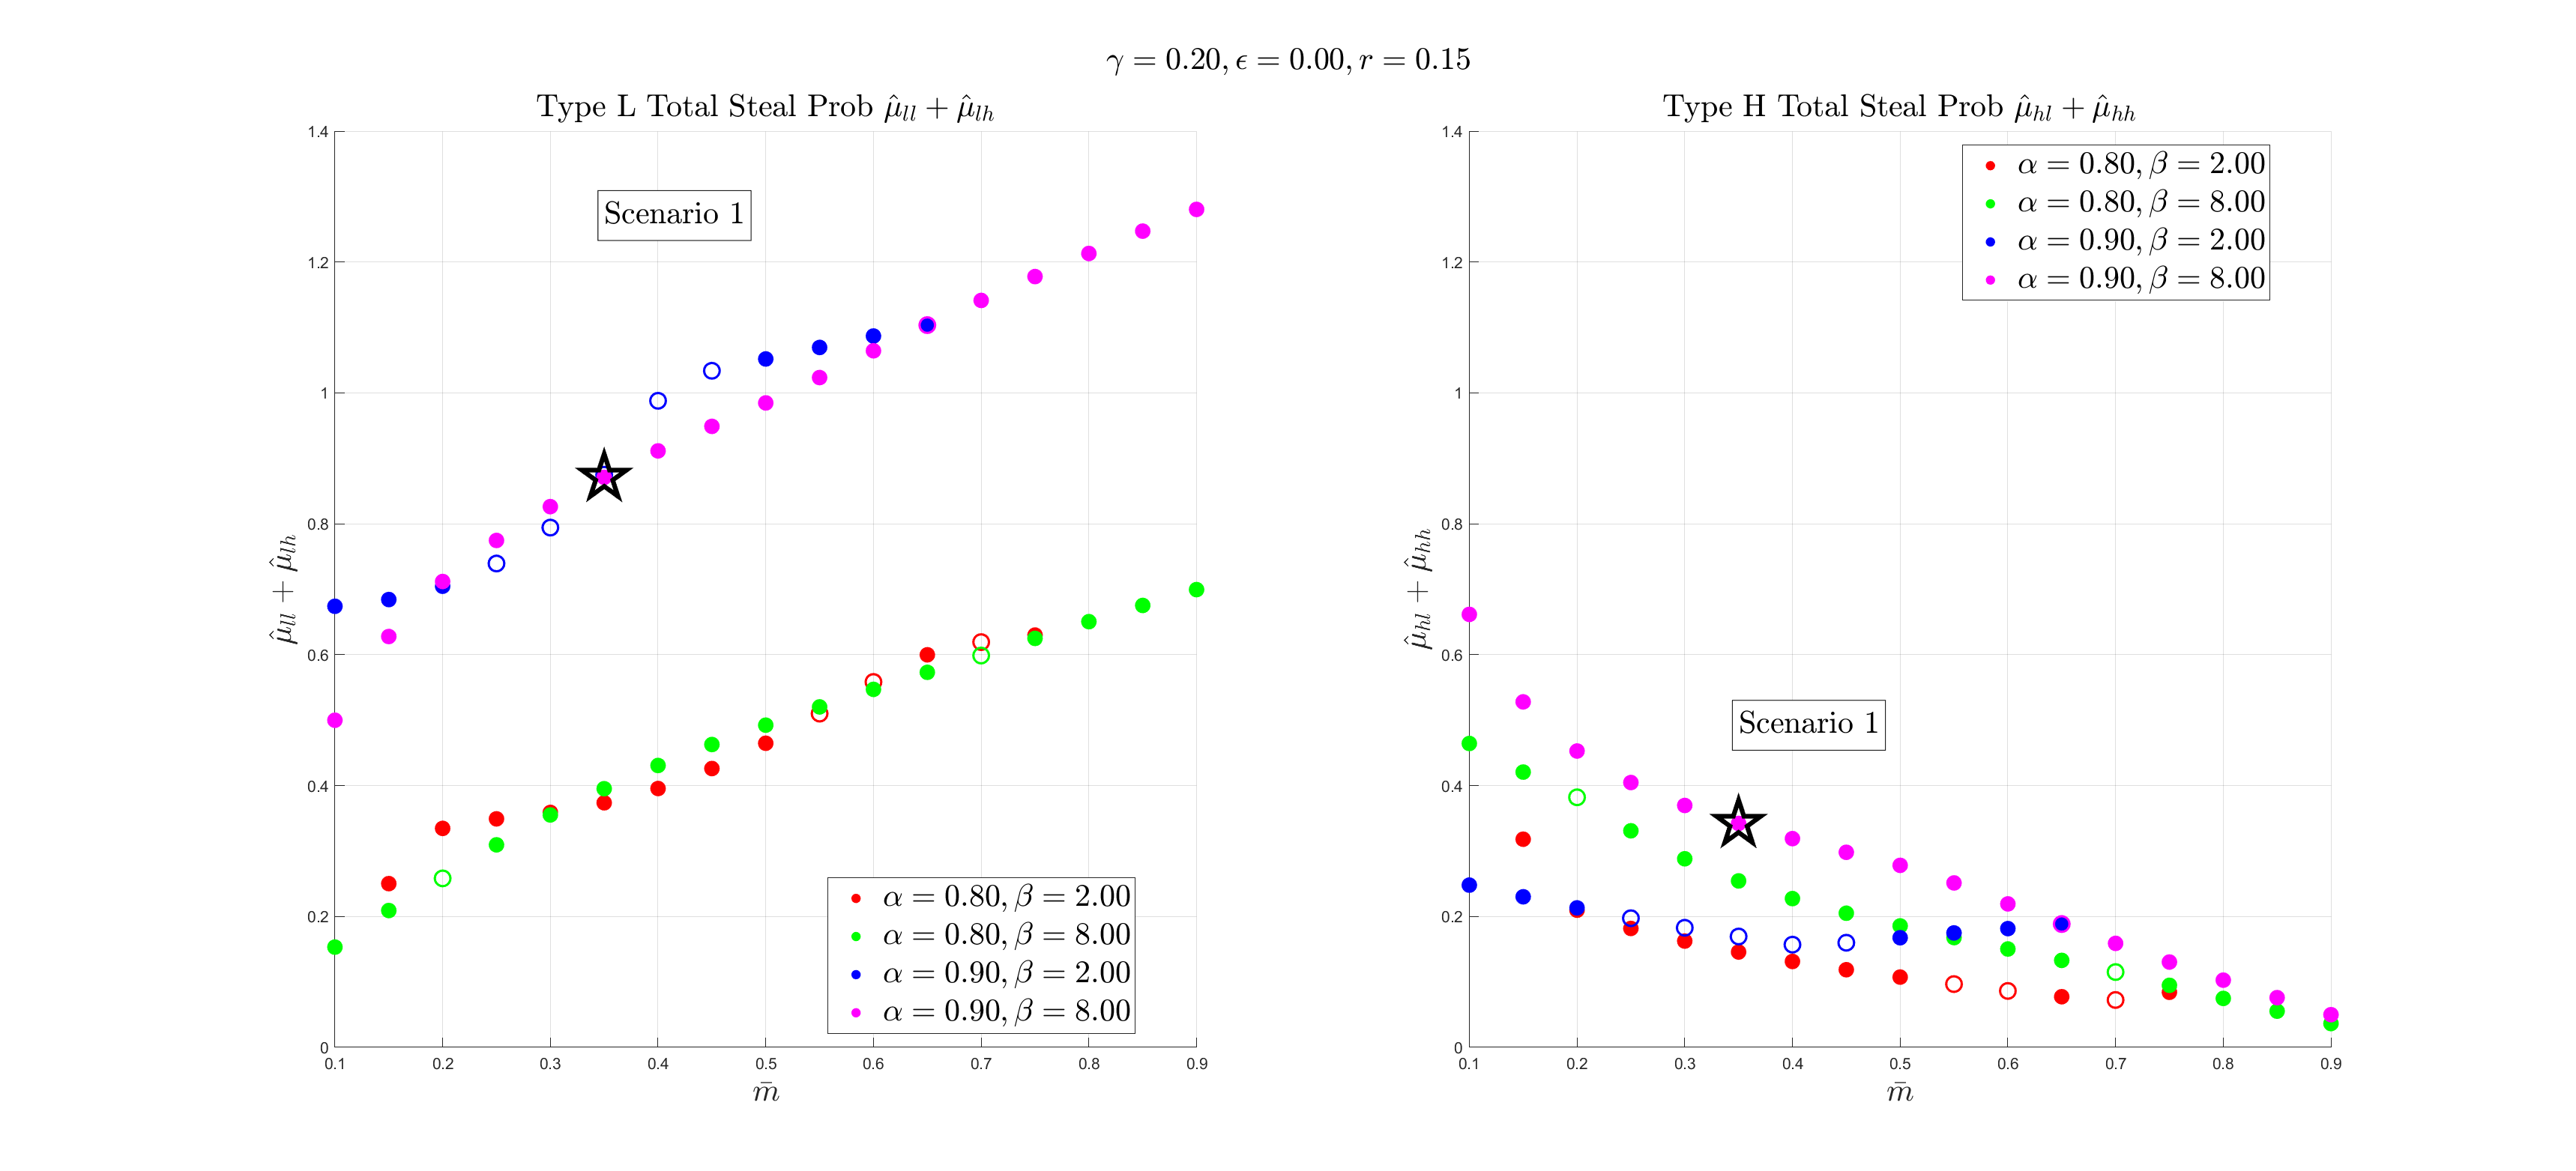 γ = 0.20, ϵ = 0.00, r = 0.15
Type L Total Steal Prob μ̂ₗₗ + μ̂ₗₕ
1.4
1.2
1
0.8
0.6
0.4
0.2
0
μ̂ₗₗ + μ̂ₗₕ
Scenario 1
α = 0.80, β = 2.00
α = 0.80, β = 8.00
α = 0.90, β = 2.00
α = 0.90, β = 8.00
0.1 0.2 0.3 0.4 0.5 0.6 0.7 0.8 0.9
m̄
Type H Total Steal Prob μ̂ₕₗ + μ̂ₕₕ
1.4
1.2
1
0.8
0.6
0.4
0.2
0
μ̂ₕₗ + μ̂ₕₕ
α = 0.80, β = 2.00
α = 0.80, β = 8.00
α = 0.90, β = 2.00
α = 0.90, β = 8.00
Scenario 1
0.1 0.2 0.3 0.4 0.5 0.6 0.7 0.8 0.9
m̄